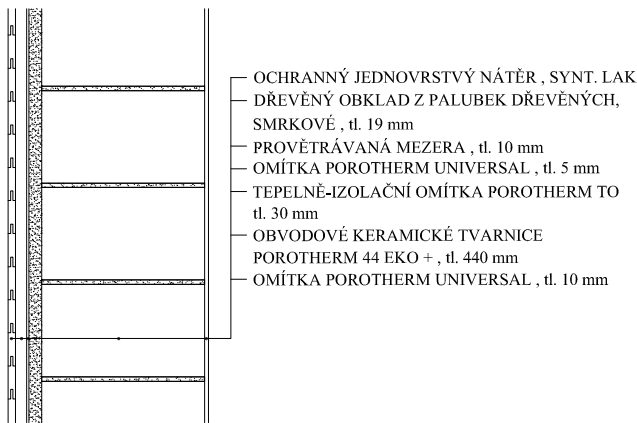 OCHRANNÝ JEDNOVRSTVÝ NÁTĚR , SYNT. LAK
DŘEVĚNÝ OBKLAD Z PALUBEK DŘEVĚNÝCH,
SMRKOVÉ , tl. 19 mm
PROVĚTRÁVANÁ MEZERA , tl. 10 mm
OMÍTKA POROTHERM UNIVERSAL , tl. 5 mm
TEPELNĚ-IZOLAČNÍ OMÍTKA POROTHERM TO
tl. 30 mm
OBVODOVÉ KERAMICKÉ TVARNICE
POROTHERM 44 EKO + , tl. 440 mm
OMÍTKA POROTHERM UNIVERSAL , tl. 10 mm